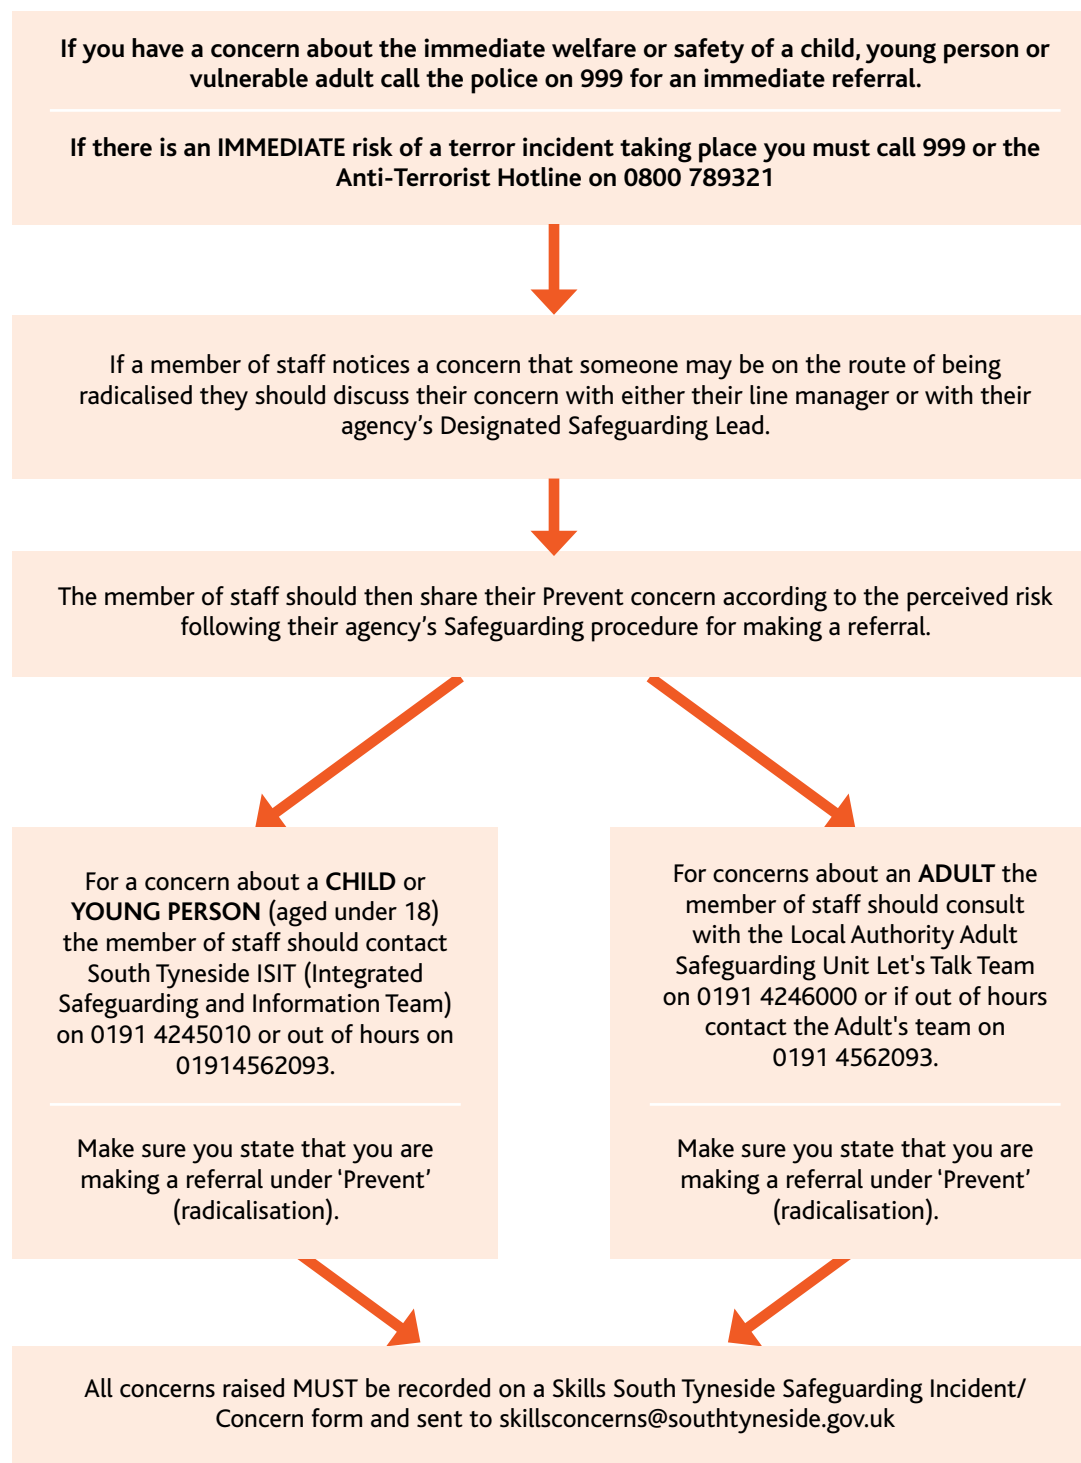 If you have a concern about the immediate welfare or safety of a child, young person or
vulnerable adult call the police on 999 for an immediate referral.
If there is an IMMEDIATE risk of a terror incident taking place you must call 999 or the
Anti-Terrorist Hotline on 0800 789321
If a member of staff notices a concern that someone may be on the route of being
radicalised they should discuss their concern with either their line manager or with their
agency’s Designated Safeguarding Lead.
The member of staff should then share their Prevent concern according to the perceived risk
following their agency’s Safeguarding procedure for making a referral.
For a concern about a CHILD or
YOUNG PERSON (aged under 18)
the member of staff should contact
South Tyneside ISIT (Integrated
Safeguarding and Information Team)
on 0191 4245010 or out of hours on
01914562093.
Make sure you state that you are
making a referral under ‘Prevent’
(radicalisation).
For concerns about an ADULT the
member of staff should consult
with the Local Authority Adult
Safeguarding Unit Let's Talk Team
on 0191 4246000 or if out of hours
contact the Adult's team on
0191 4562093.
Make sure you state that you are
making a referral under ‘Prevent’
(radicalisation).
All concerns raised MUST be recorded on a Skills South Tyneside Safeguarding Incident/
Concern form and sent to skillsconcerns@southtyneside.gov.uk